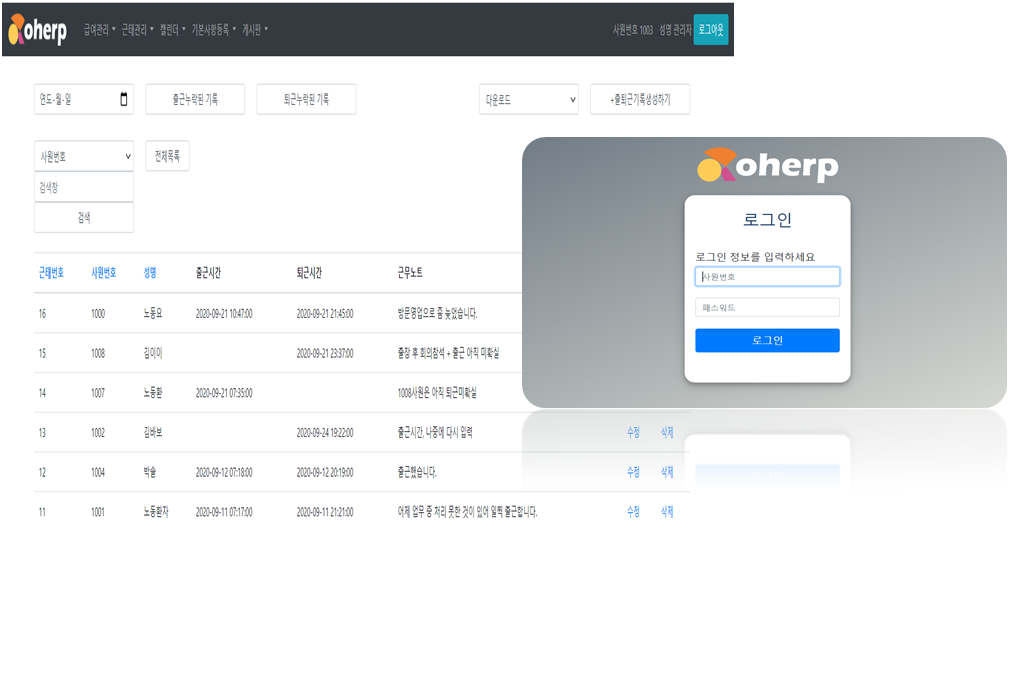 oherp 급여관리 근태관리 캘린더 기본사항등록 게시판 사원번호 1003 성명 관리자 로그아웃
연도-월-일 출근누락된 기록 퇴근누락된 기록 다운로드 +출퇴근기록생성하기
사원번호 전체목록
검색창
검색
근태번호 사원번호 성명 출근시간 퇴근시간 근무노트
16 1000 노동요 2020-09-21 10:47:00 2020-09-21 21:45:00 방문영업으로 좀 늦었습니다.
15 1008 김이이 2020-09-21 23:37:00 출장 후 회의참석 + 출근 아직 미확실
14 1007 노동환 2020-09-21 07:35:00 1008사원은 아직 퇴근미확실
13 1002 김바보 2020-09-24 19:22:00 출근시간, 나중에 다시 입력 수정 삭제
12 1004 박술 2020-09-12 07:18:00 2020-09-12 20:19:00 출근했습니다. 수정 삭제
11 1001 노동환자 2020-09-11 07:17:00 2020-09-11 21:21:00 어제 업무 중 처리 못한 것이 있어 일찍 출근합니다. 수정 삭제
oherp
로그인
로그인 정보를 입력하세요
사원번호
패스워드
로그인